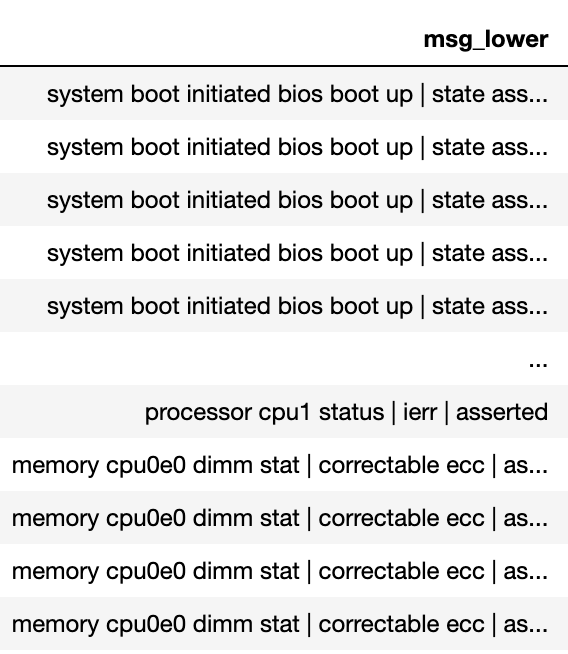 msg_lower
system boot initiated bios boot up | state ass...
system boot initiated bios boot up | state ass...
system boot initiated bios boot up | state ass...
system boot initiated bios boot up | state ass...
system boot initiated bios boot up | state ass...
...
processor cpu1 status | ierr | asserted
memory cpu0e0 dimm stat | correctable ecc | as...
memory cpu0e0 dimm stat | correctable ecc | as...
memory cpu0e0 dimm stat | correctable ecc | as...
memory cpu0e0 dimm stat | correctable ecc | as...